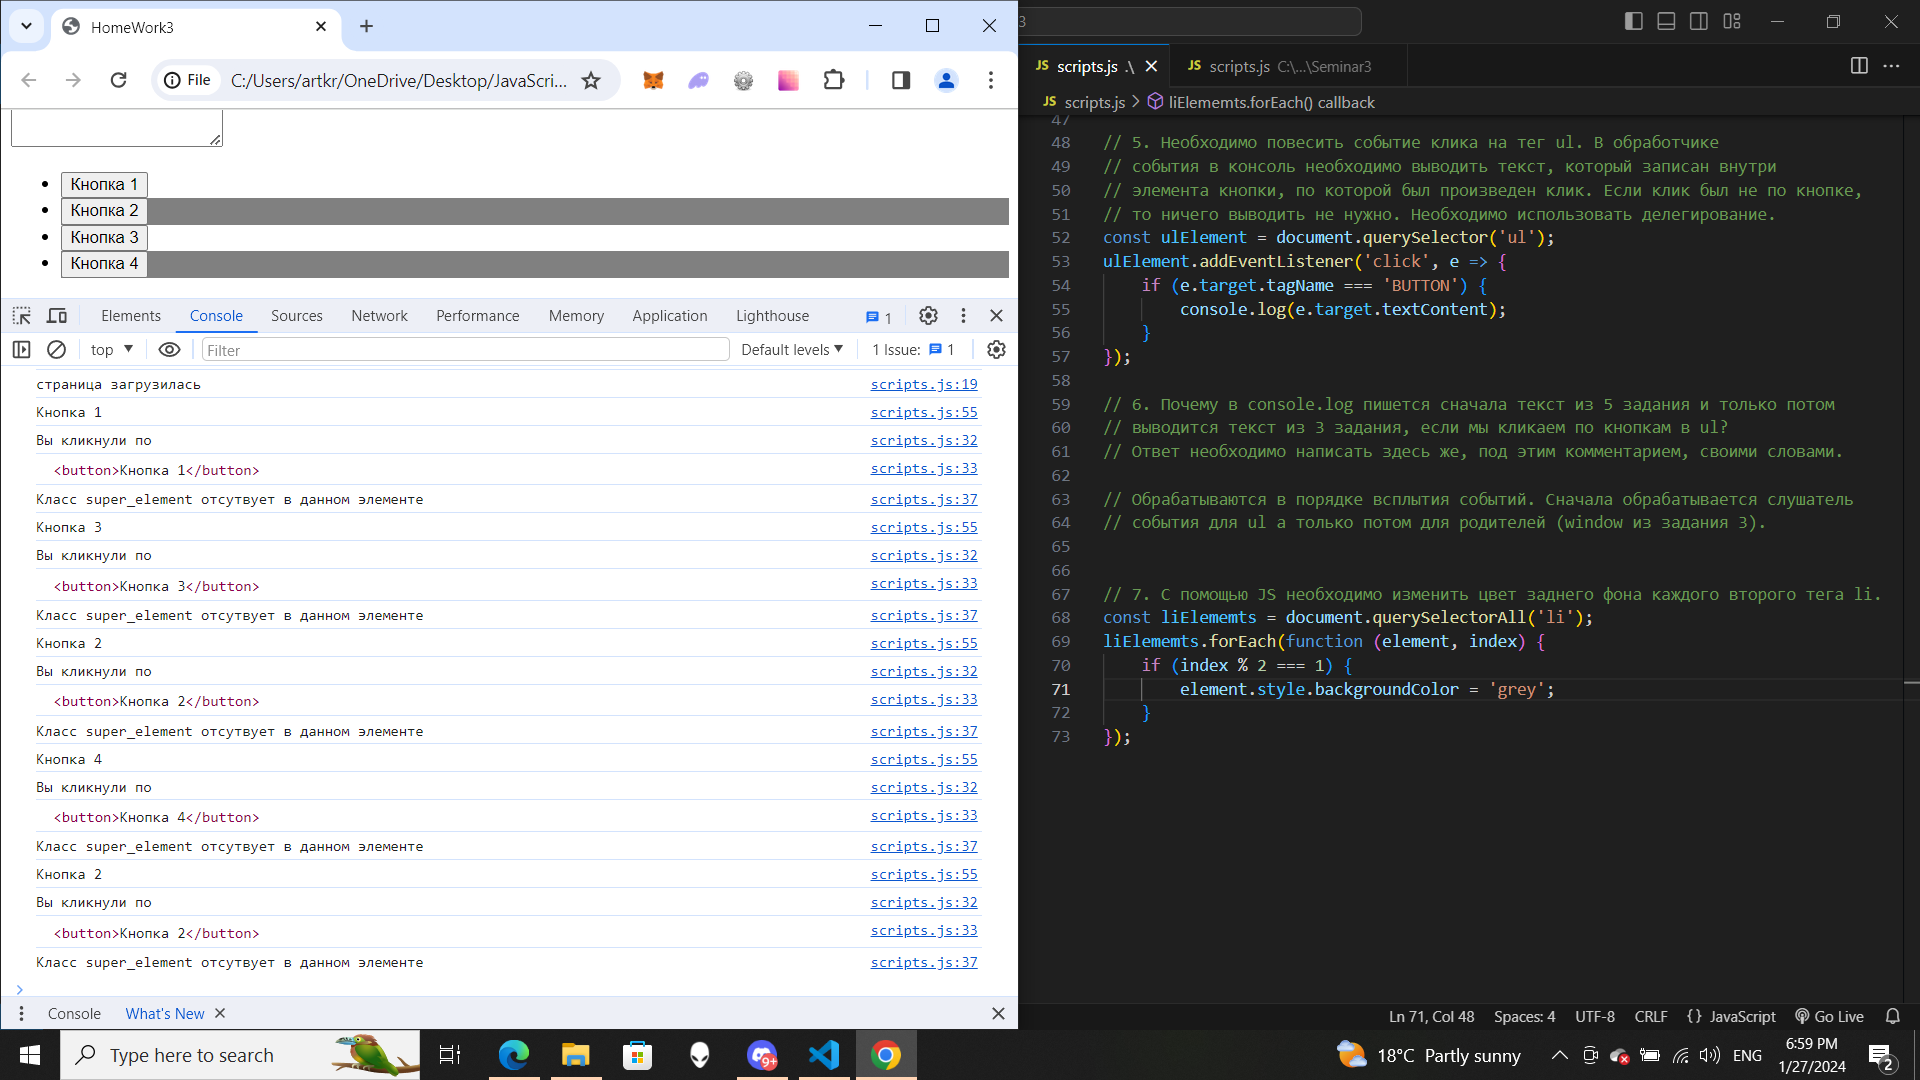 HomeWork3
File
C:/Users/artkr/OneDrive/Desktop/JavaScri...
Кнопка 1
Кнопка 2
Кнопка 3
Кнопка 4
Elements
Console
Sources
Network
Performance
Memory
Application
Lighthouse
1
top
Filter
Default levels
1 Issue:
1
страница загрузилась scripts.js:19
Кнопка 1 scripts.js:55
Вы кликнули по scripts.js:32
<button>Кнопка 1</button> scripts.js:33
Класс super_element отсутвует в данном элементе scripts.js:37
Кнопка 3 scripts.js:55
Вы кликнули по scripts.js:32
<button>Кнопка 3</button> scripts.js:33
Класс super_element отсутвует в данном элементе scripts.js:37
Кнопка 2 scripts.js:55
Вы кликнули по scripts.js:32
<button>Кнопка 2</button> scripts.js:33
Класс super_element отсутвует в данном элементе scripts.js:37
Кнопка 4 scripts.js:55
Вы кликнули по scripts.js:32
<button>Кнопка 4</button> scripts.js:33
Класс super_element отсутвует в данном элементе scripts.js:37
Кнопка 2 scripts.js:55
Вы кликнули по scripts.js:32
<button>Кнопка 2</button> scripts.js:33
Класс super_element отсутвует в данном элементе scripts.js:37
>
Console
What's New
3
JS scripts.js .\
JS scripts.js C:\...\Seminar3
JS scripts.js > liElememts.forEach() callback
47
48 // 5. Необходимо повесить событие клика на тег ul. В обработчике
49 // события в консоль необходимо выводить текст, который записан внутри
50 // элемента кнопки, по которой был произведен клик. Если клик был не по кнопке,
51 // то ничего выводить не нужно. Необходимо использовать делегирование.
52 const ulElement = document.querySelector('ul');
53 ulElement.addEventListener('click', e => {
54 if (e.target.tagName === 'BUTTON') {
55 console.log(e.target.textContent);
56 }
57 });
58
59 // 6. Почему в console.log пишется сначала текст из 5 задания и только потом
60 // выводится текст из 3 задания, если мы кликаем по кнопкам в ul?
61 // Ответ необходимо написать здесь же, под этим комментарием, своими словами.
62
63 // Обрабатываются в порядке всплытия событий. Сначала обрабатывается слушатель
64 // события для ul а только потом для родителей (window из задания 3).
65
66
67 // 7. С помощью JS необходимо изменить цвет заднего фона каждого второго тега li.
68 const liElememts = document.querySelectorAll('li');
69 liElememts.forEach(function (element, index) {
70 if (index % 2 === 1) {
71 element.style.backgroundColor = 'grey';
72 }
73 });
Ln 71, Col 48
Spaces: 4
UTF-8
CRLF
{} JavaScript
Go Live
Type here to search
9+
18°C Partly sunny
ENG
6:59 PM
1/27/2024
2